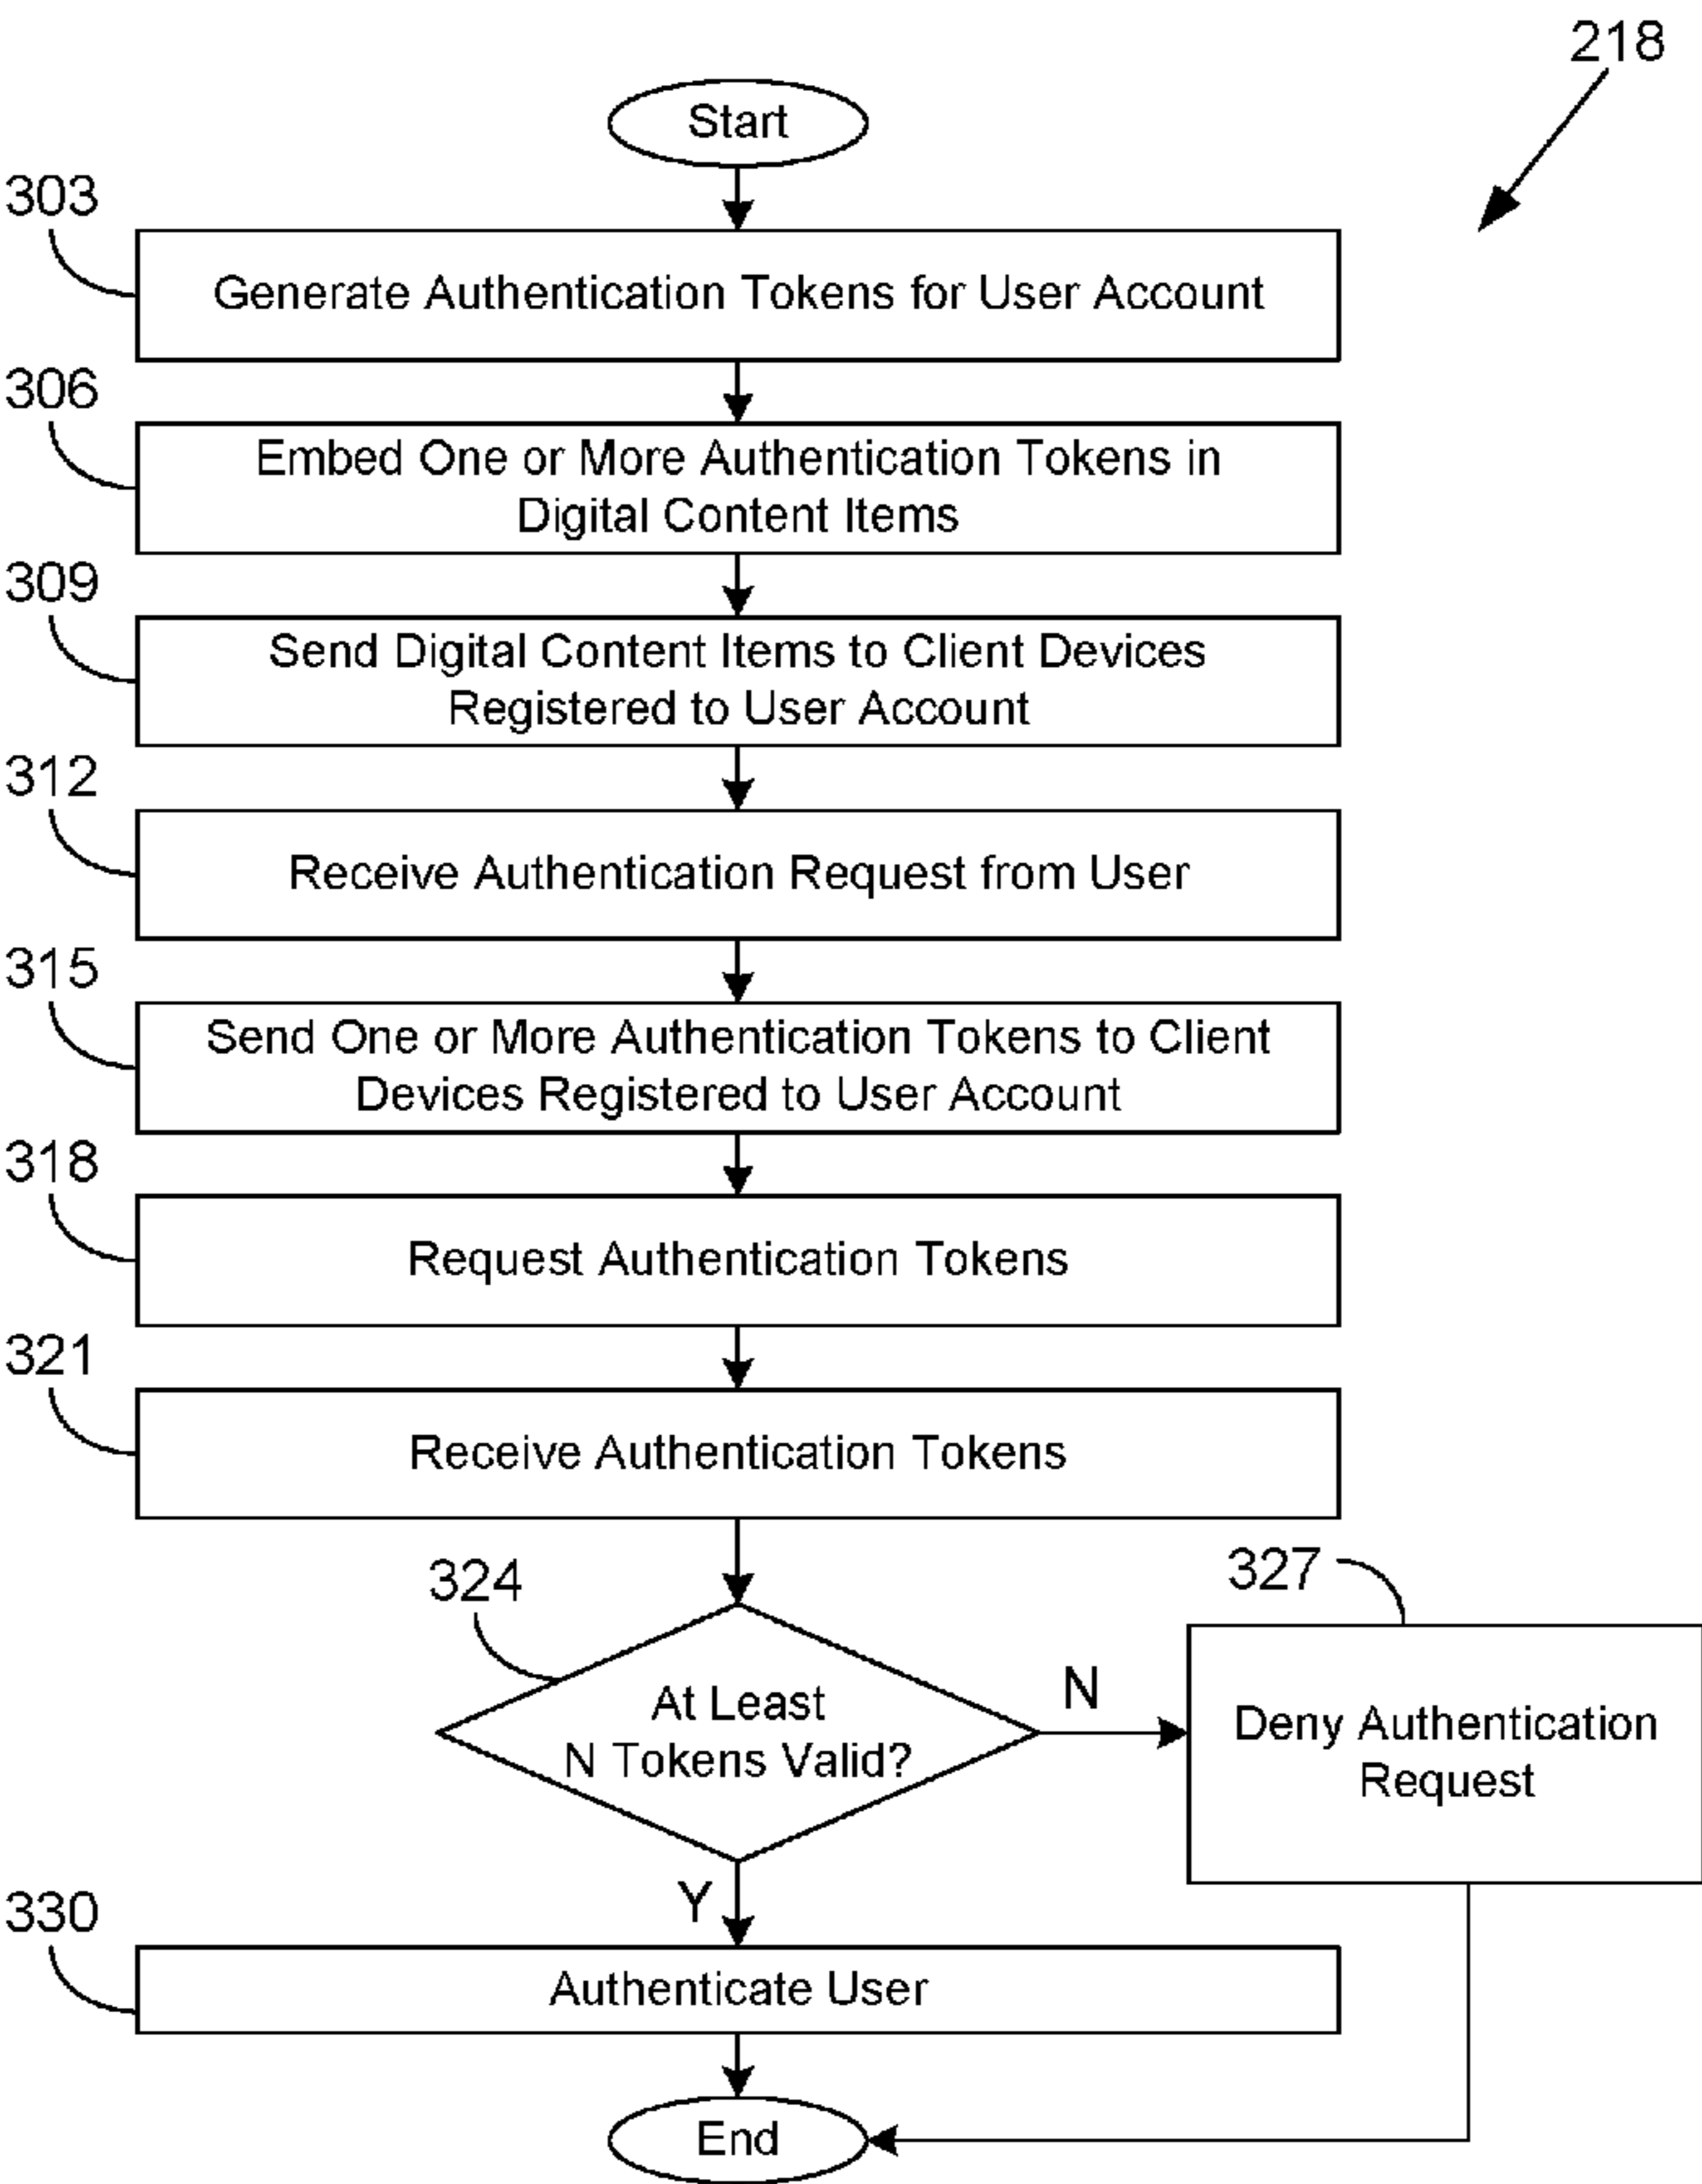 218
Start
303
Generate Authentication Tokens for User Account
306
Embed One or More Authentication Tokens in
Digital Content Items
309
Send Digital Content Items to Client Devices
Registered to User Account
312
Receive Authentication Request from User
315
Send One or More Authentication Tokens to Client
Devices Registered to User Account
318
Request Authentication Tokens
321
Receive Authentication Tokens
324
At Least
N Tokens Valid?
N
327
Deny Authentication
Request
Y
330
Authenticate User
End